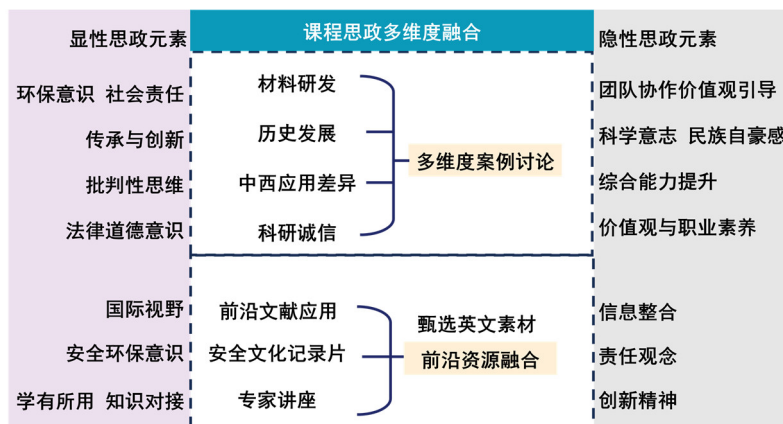 显性思政元素
课程思政多维度融合
隐性思政元素
环保意识 社会责任
传承与创新
批判性思维
法律道德意识
材料研发
历史发展
中西应用差异
科研诚信
多维度案例讨论
团队协作价值观引导
科学意志 民族自豪感
综合能力提升
价值观与职业素养
国际视野
安全环保意识
学有所用 知识对接
前沿文献应用
安全文化记录片
专家讲座
甄选英文素材
前沿资源融合
信息整合
责任观念
创新精神